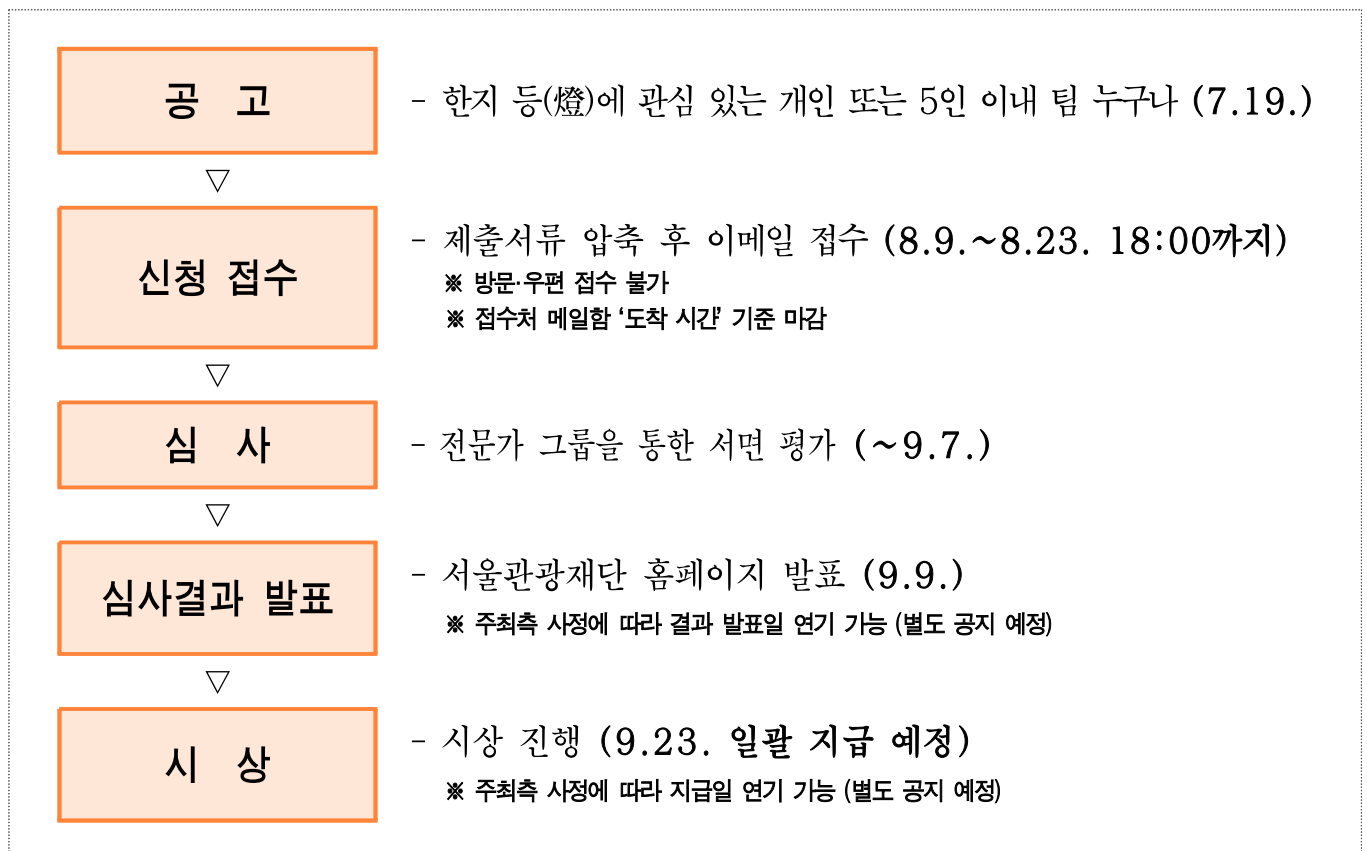 공 고
- 한지 등(燈)에 관심 있는 개인 또는 5인 이내 팀 누구나 (7.19.)
▽
신청 접수
- 제출서류 압축 후 이메일 접수 (8.9.~8.23. 18:00까지)
※ 방문·우편 접수 불가
※ 접수처 메일함 ‘도착 시간’ 기준 마감
▽
심 사
- 전문가 그룹을 통한 서면 평가 (~9.7.)
▽
심사결과 발표
- 서울관광재단 홈페이지 발표 (9.9.)
※ 주최측 사정에 따라 결과 발표일 연기 가능 (별도 공지 예정)
▽
시 상
- 시상 진행 (9.23. 일괄 지급 예정)
※ 주최측 사정에 따라 지급일 연기 가능 (별도 공지 예정)